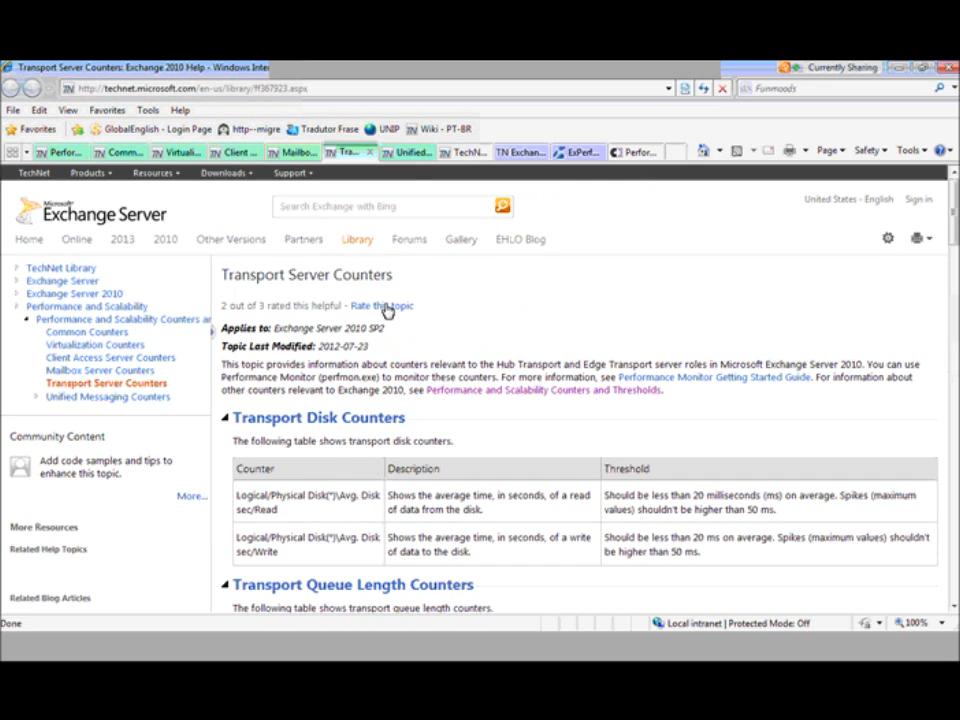 Transport Server Counters: Exchange 2010 Help - Windows Inter
Currently Sharing
http://technet.microsoft.com/en-us/library/ff367923.aspx
Funmoods
File Edit View Favorites Tools Help
Favorites GlobalEnglish - Login Page http--migre Tradutor Frase UNIP Wiki - PT-BR
Perfor... Comm... Virtuali... Client ... Mailbo... Tra... Unified... TechN... TN Exchan... ExPerf... Perfor... Page Safety Tools
TechNet Products Resources Downloads Support
Microsoft
Exchange Server
Search Exchange with Bing
United States - English Sign in
Home Online 2013 2010 Other Versions Partners Library Forums Gallery EHLO Blog
TechNet Library
Exchange Server
Exchange Server 2010
Performance and Scalability
Performance and Scalability Counters ar
Common Counters
Virtualization Counters
Client Access Server Counters
Mailbox Server Counters
Transport Server Counters
Unified Messaging Counters
Community Content
Add code samples and tips to
enhance this topic.
More...
More Resources
Related Help Topics
Related Blog Articles
Transport Server Counters
2 out of 3 rated this helpful - Rate this topic
Applies to: Exchange Server 2010 SP2
Topic Last Modified: 2012-07-23
This topic provides information about counters relevant to the Hub Transport and Edge Transport server roles in Microsoft Exchange Server 2010. You can use
Performance Monitor (perfmon.exe) to monitor these counters. For more information, see Performance Monitor Getting Started Guide. For information about
other counters relevant to Exchange 2010, see Performance and Scalability Counters and Thresholds.
Transport Disk Counters
The following table shows transport disk counters.
Counter Description Threshold
Logical/Physical Disk(*)\Avg. Disk
sec/Read
Shows the average time, in seconds, of a read
of data from the disk.
Should be less than 20 milliseconds (ms) on average. Spikes (maximum
values) shouldn't be higher than 50 ms.
Logical/Physical Disk(*)\Avg. Disk
sec/Write
Shows the average time, in seconds, of a write
of data to the disk.
Should be less than 20 ms on average. Spikes (maximum values) shouldn't
be higher than 50 ms.
Transport Queue Length Counters
The following table shows transport queue length counters.
Done
Local intranet | Protected Mode: Off
100%